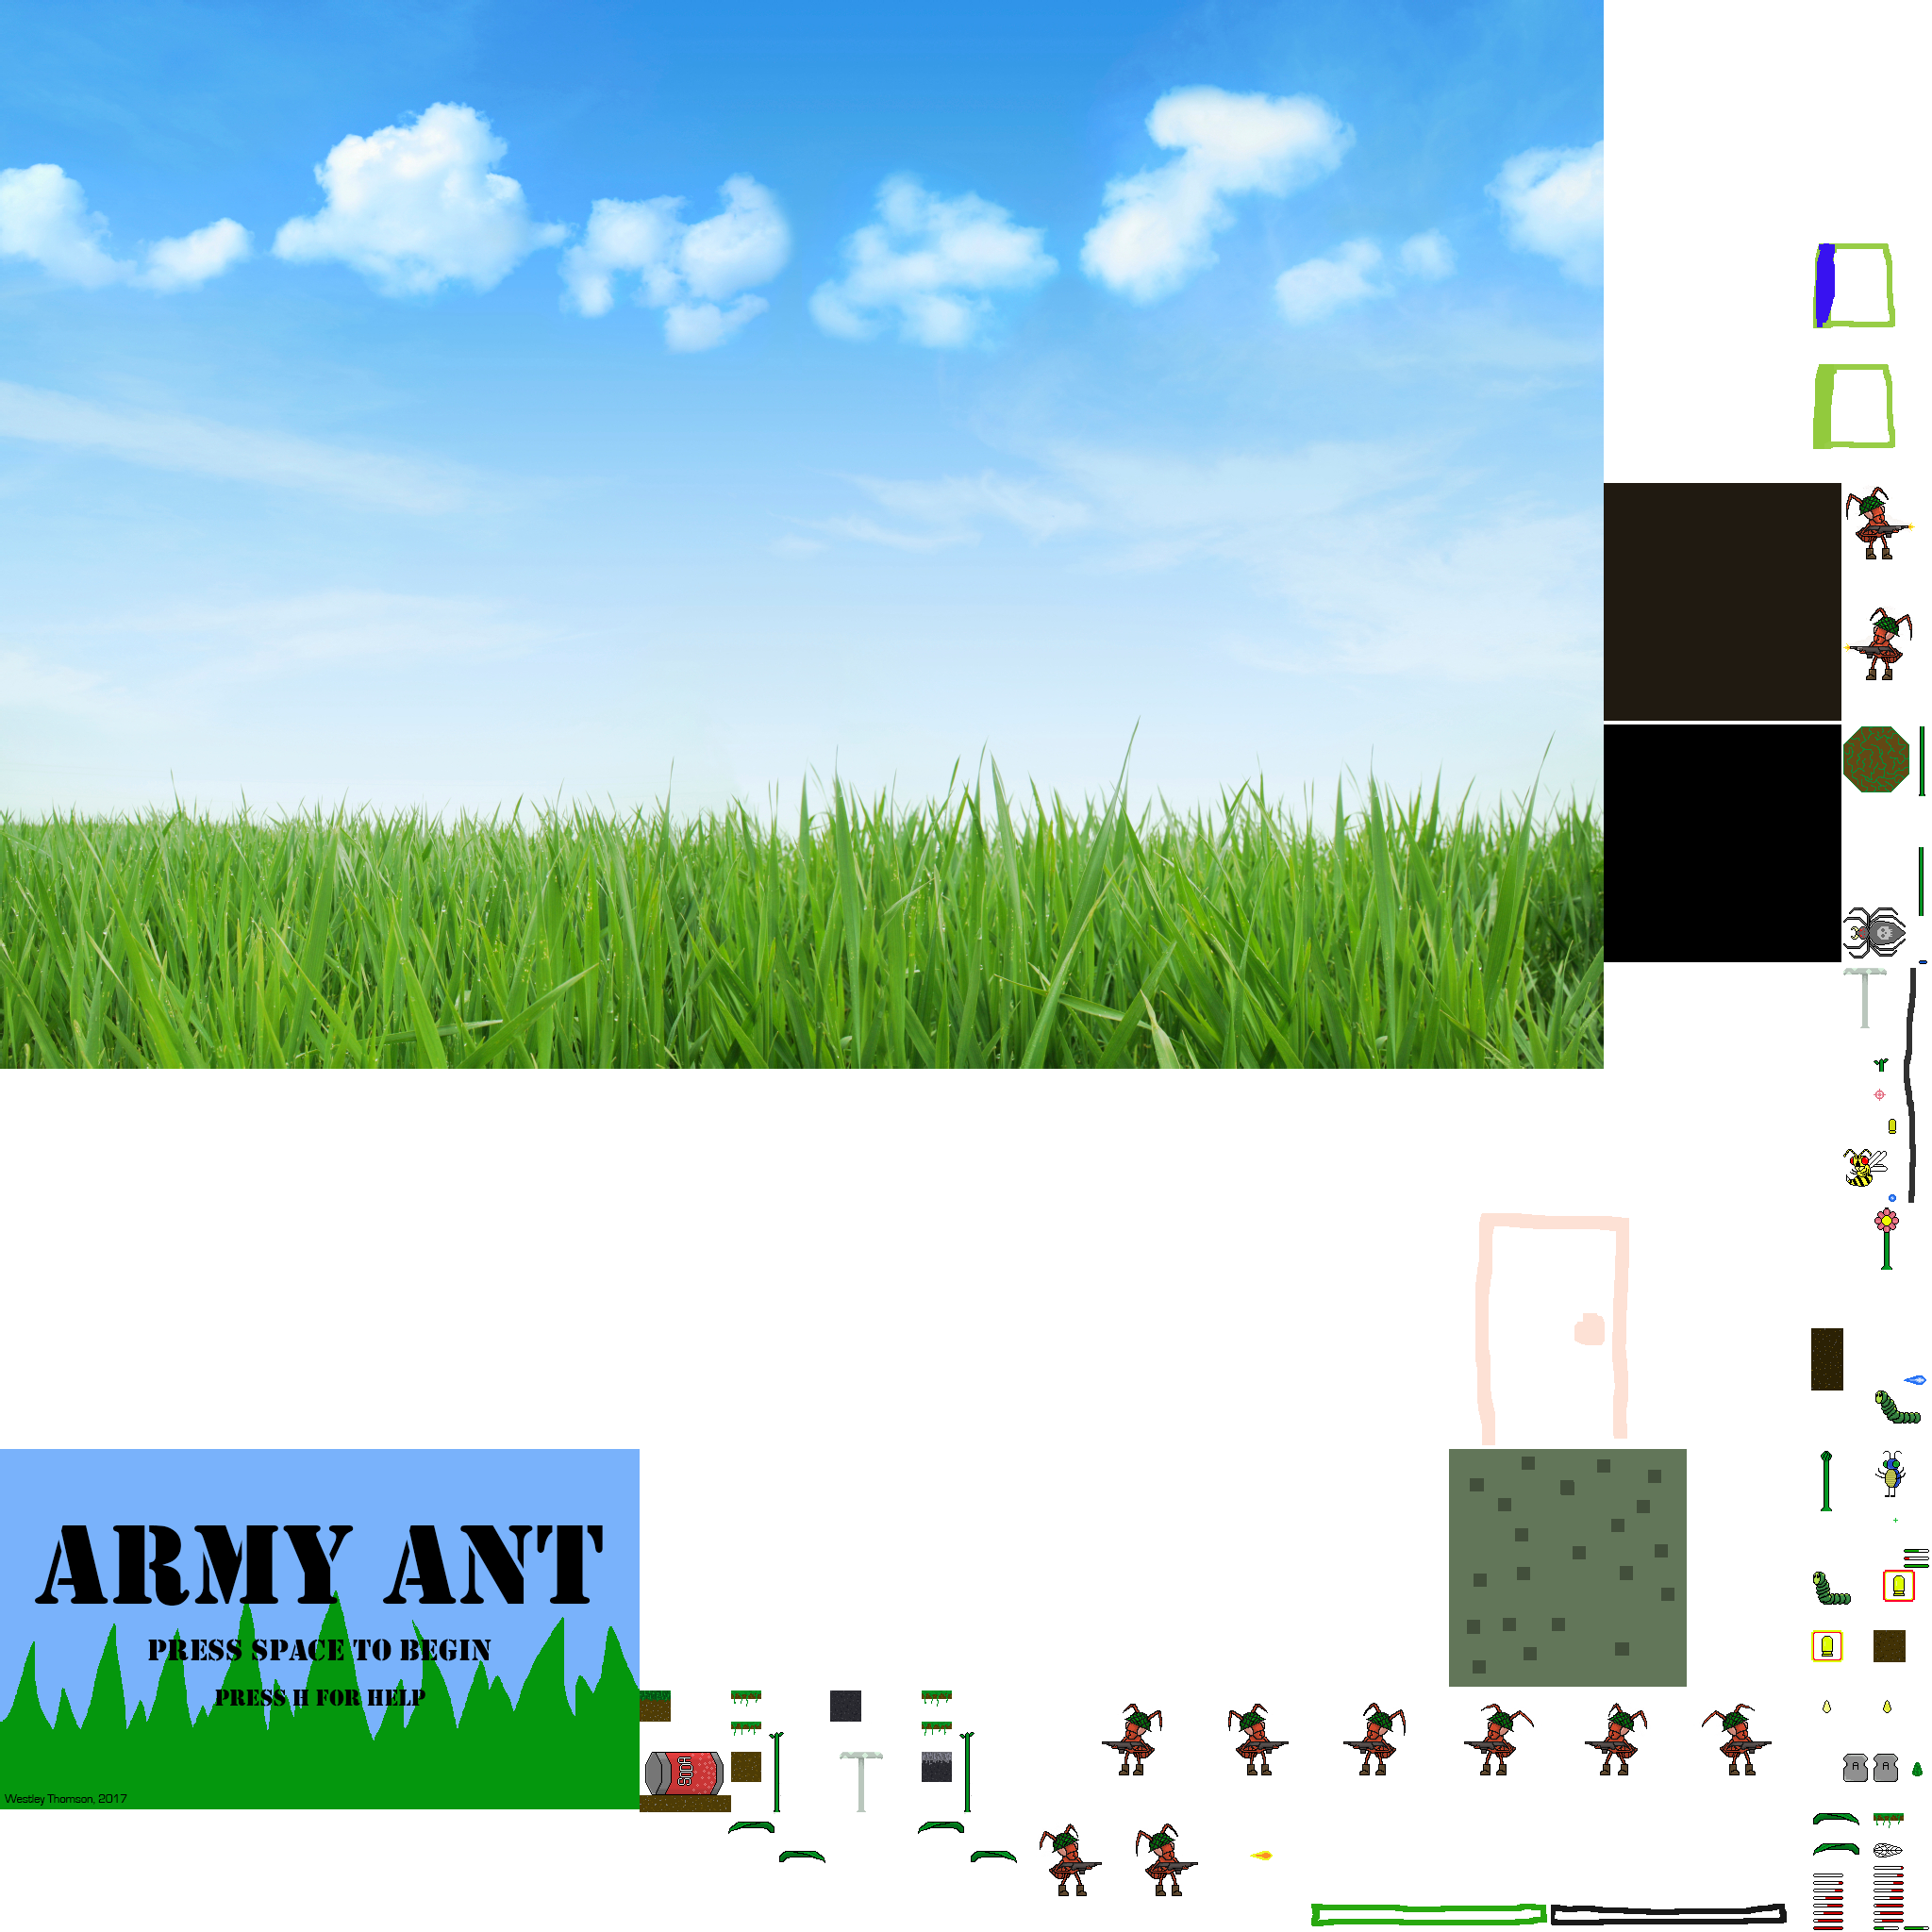 ARMY ANT
PRESS SPACE TO BEGIN
PRESS H FOR HELP
Westley Thomson, 2017
SODA
A A